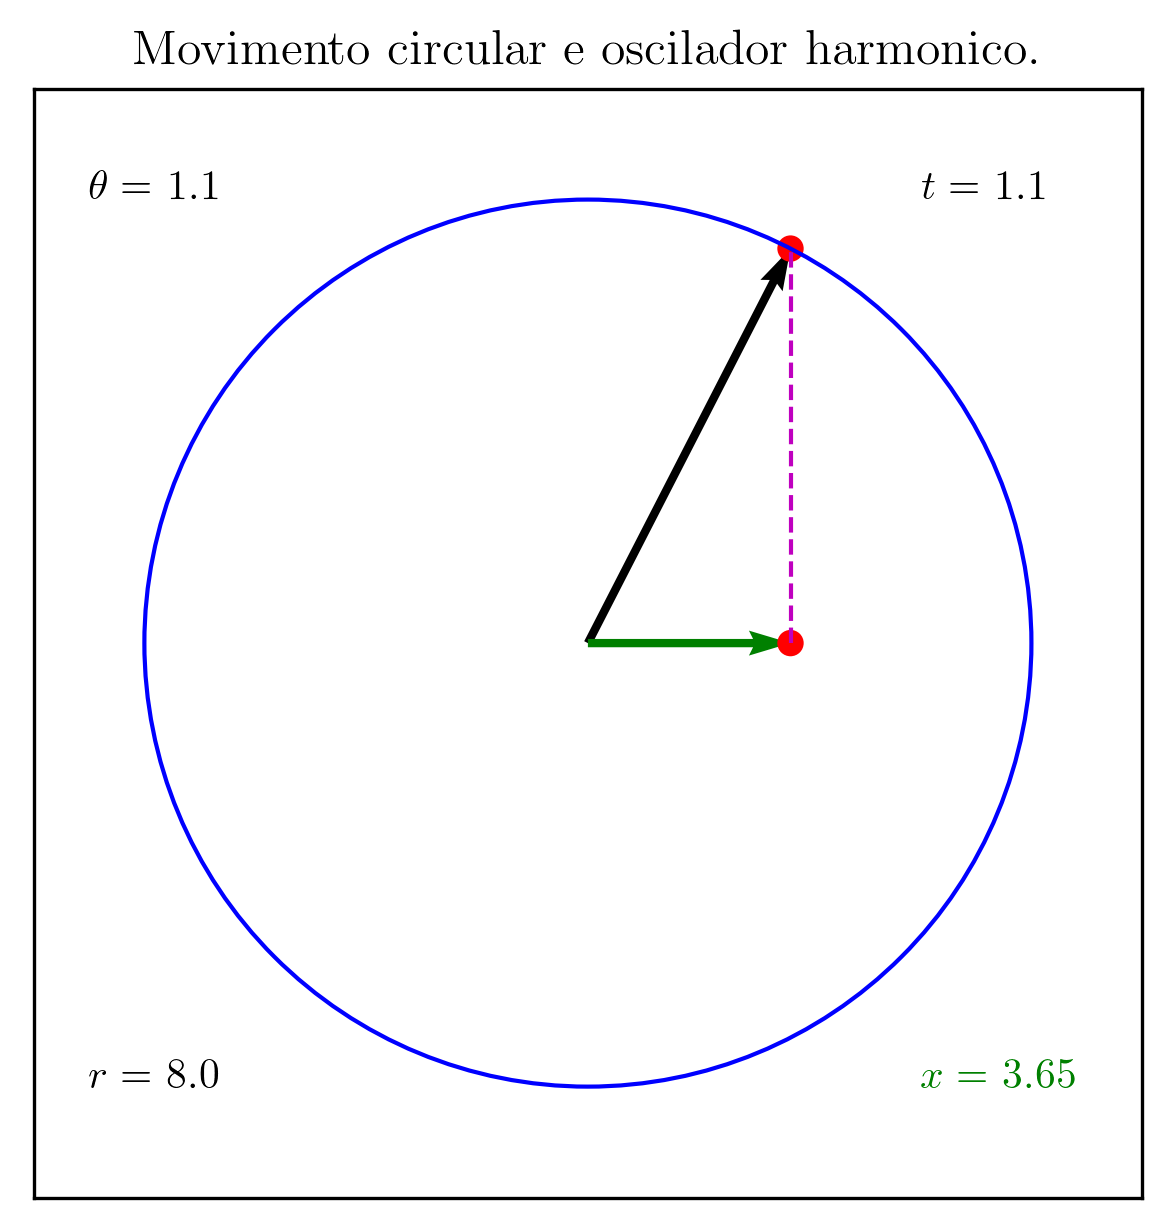 Movimento circular e oscilador harmonico.
θ = 1.1
t = 1.1
r = 8.0
x = 3.65